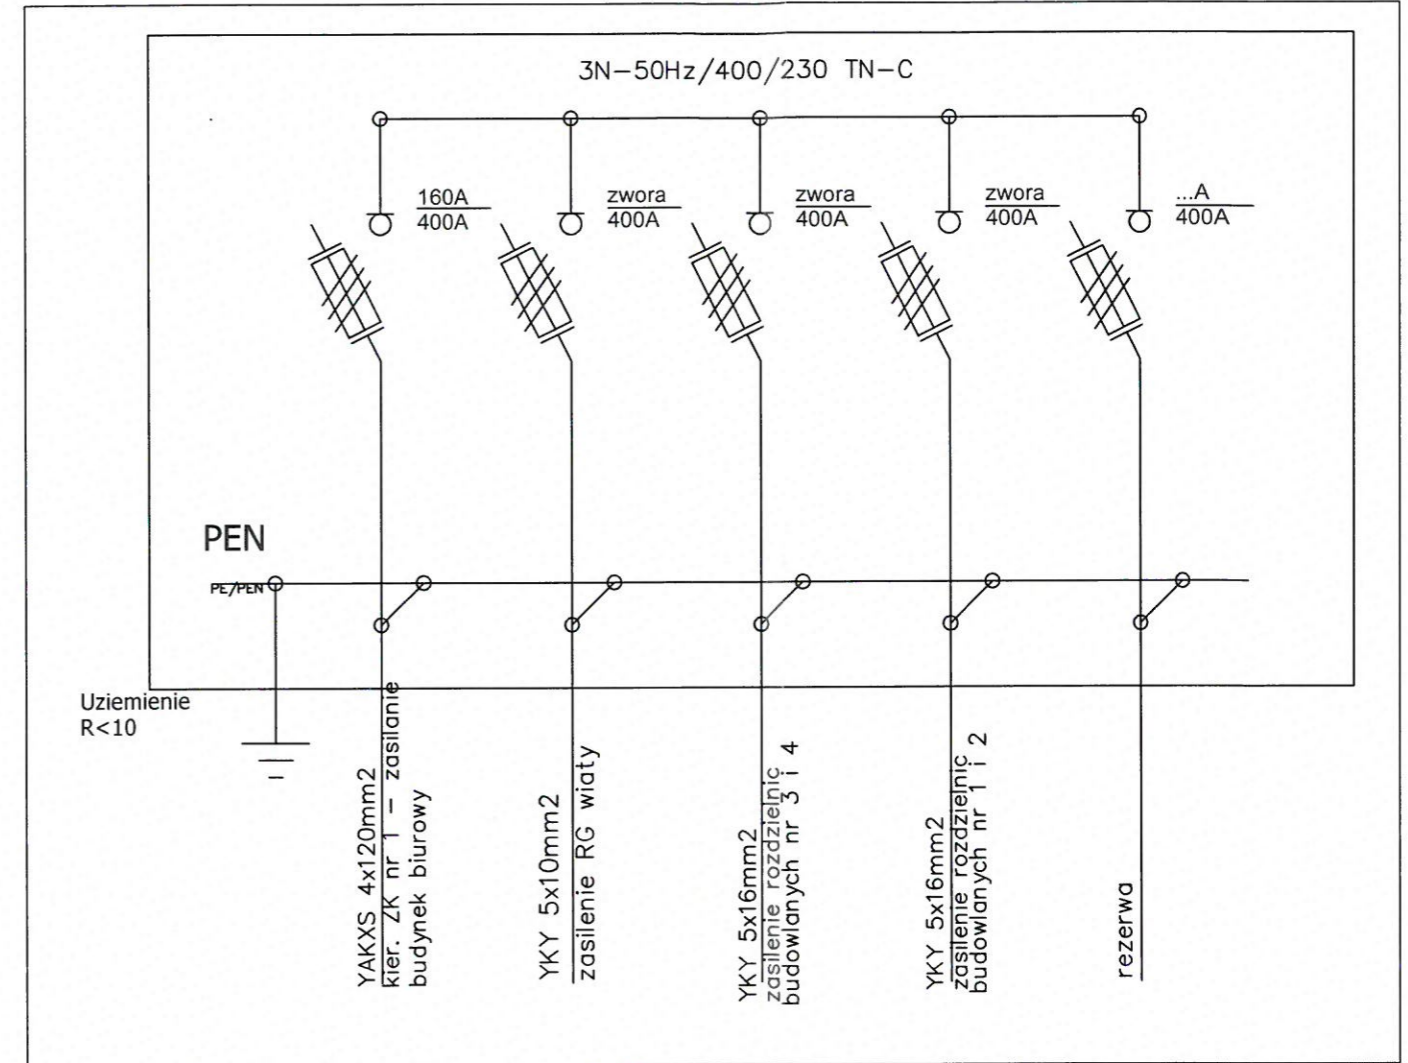 3N-50Hz/400/230 TN-C
160A
400A
zwora
400A
zwora
400A
zwora
400A
...A
400A
PEN
PE/PEN
Uziemienie
R<10
YAKXS 4x120mm2
kier. ZK nr 1 - zasilanie
budynek biurowy
YKY 5x10mm2
zasilenie RG wiaty
YKY 5x16mm2
zasilenie rozdzielnic
budowlanych nr 3 i 4
YKY 5x16mm2
zasilenie rozdzielnic
budowlanych nr 1 i 2
rezerwa